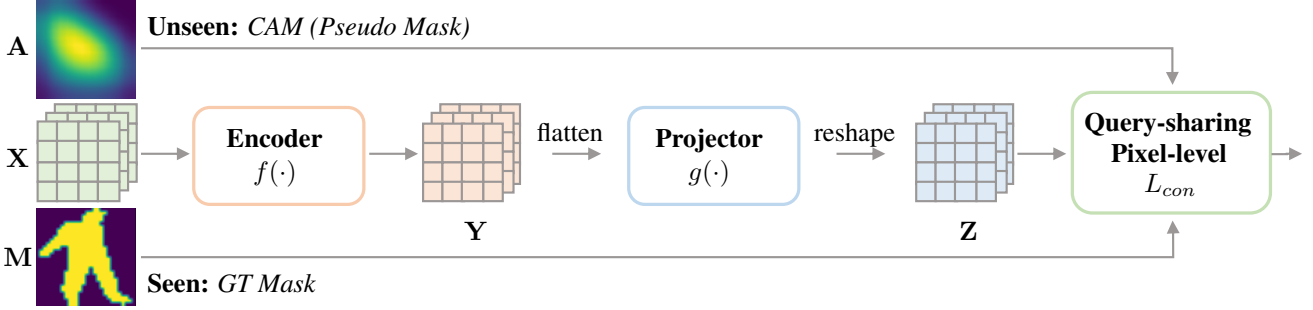 A
Unseen: CAM (Pseudo Mask)
X
Encoder
f(·)
Y
flatten
Projector
g(·)
reshape
Z
Query-sharing
Pixel-level
L_con
M
Seen: GT Mask